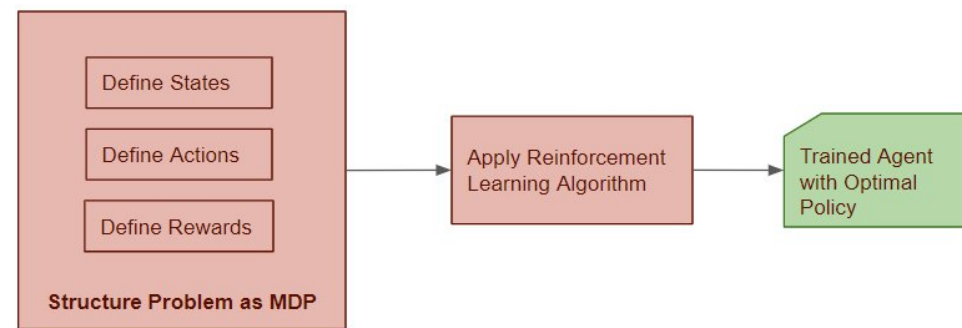 Define States
Define Actions
Define Rewards
Structure Problem as MDP
Apply Reinforcement
Learning Algorithm
Trained Agent
with Optimal
Policy